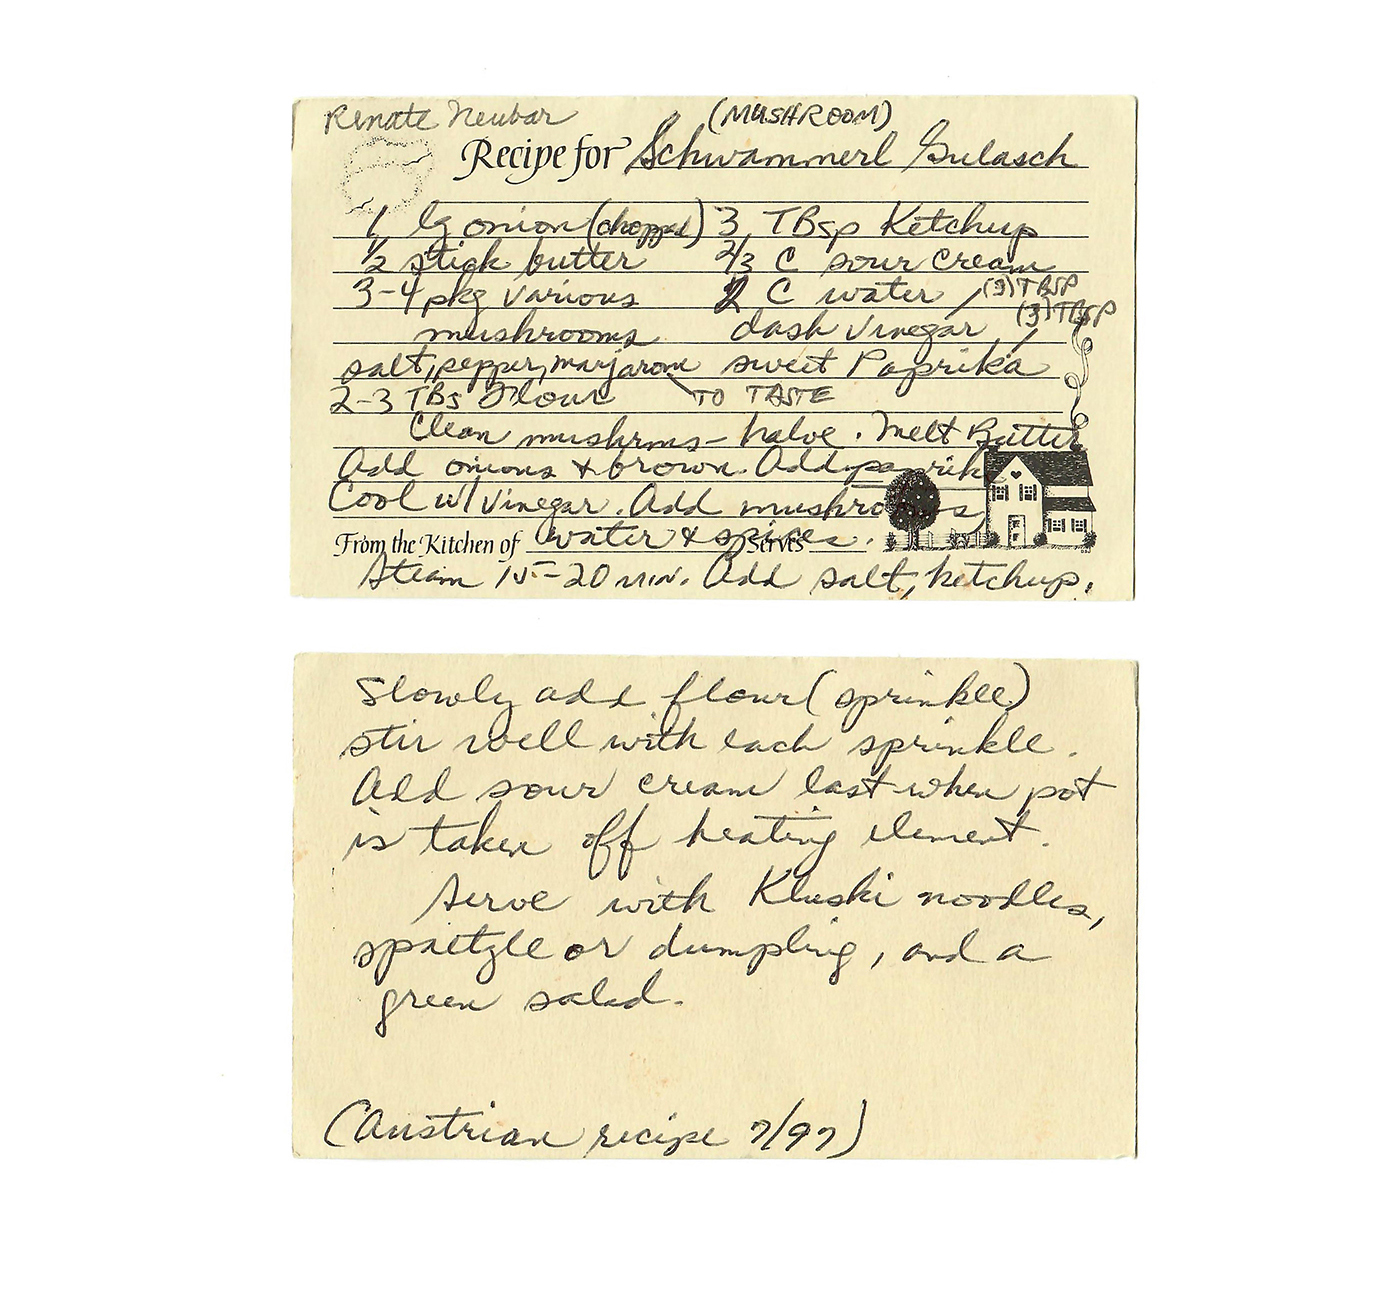 Renate Neubar
(MUSHROOM)
Recipe for Schwammerl Gulasch
1 lg onion (chopped) 3 TBsp Ketchup
1/2 stick butter 2/3 C sour cream
3-4 pkg various 2 C water
mushrooms dash vinegar / (3) TBSP
salt, pepper, marjarom sweet Paprika / (3) TBSP
2-3 TBs Flour TO TASTE
Clean mushrms - halve. Melt Butter
Add onions & brown. Add paprika
Cool w/ vinegar. Add mushrooms,
From the Kitchen of water & spices. Serves
Steam 15-20 MIN. Add salt, ketchup.
Slowly add flour (sprinkle)
stir well with each sprinkle.
Add sour cream last when pot
is taken off heating element.
Serve with Kluski noodles,
spaetzle or dumpling, and a
green salad.
(Austrian recipe 7/97)